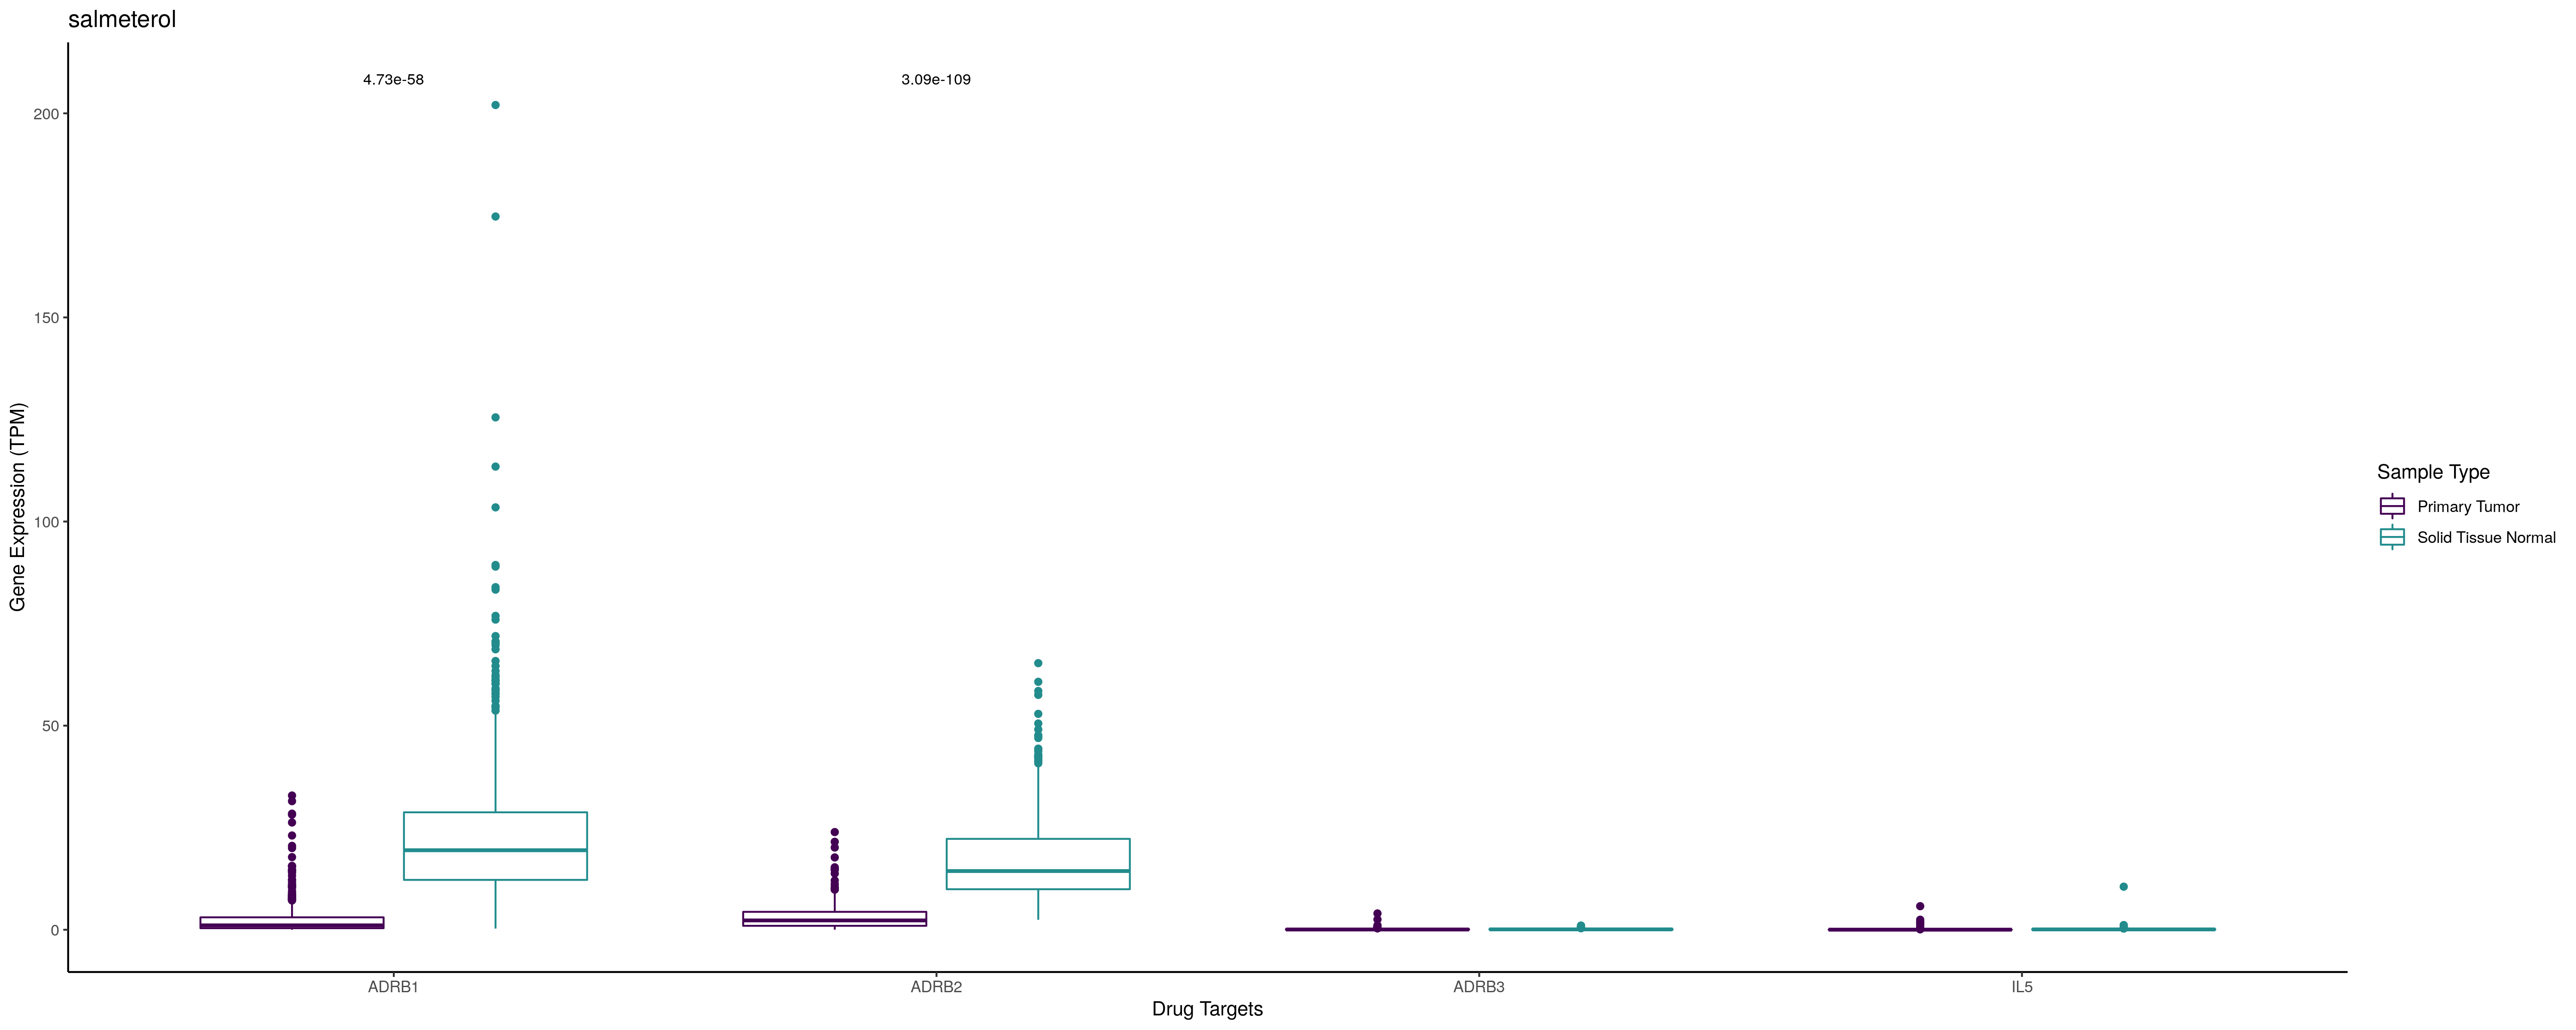 salmeterol
4.73e-58
3.09e-109
200
150
100
50
0
Gene Expression (TPM)
ADRB1
ADRB2
ADRB3
IL5
Drug Targets
Sample Type
Primary Tumor
Solid Tissue Normal